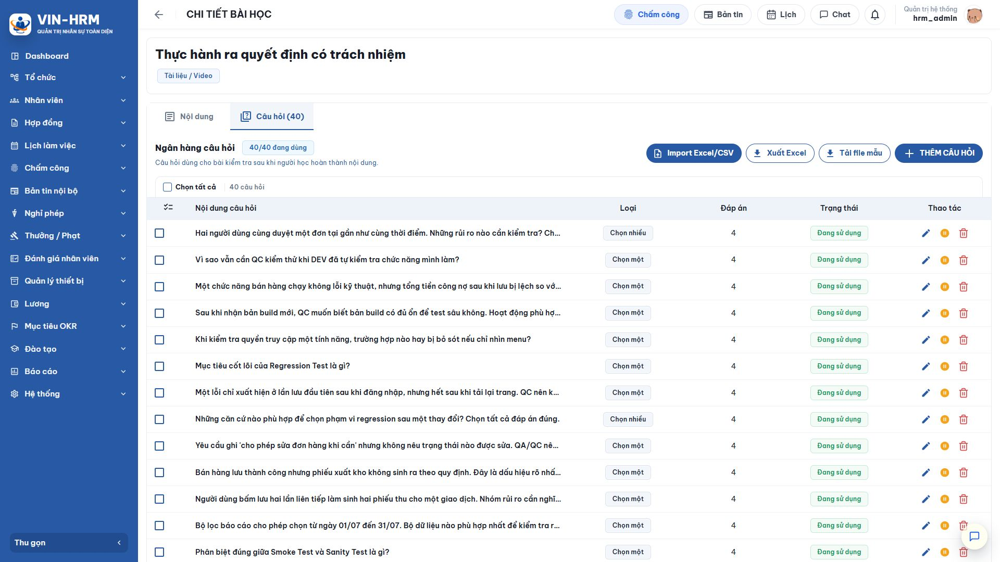 VIN-HRM
QUẢN TRỊ NHÂN SỰ TOÀN DIỆN
Dashboard
Tổ chức
Nhân viên
Hợp đồng
Lịch làm việc
Chấm công
Bản tin nội bộ
Nghỉ phép
Thưởng / Phạt
Đánh giá nhân viên
Quản lý thiết bị
Lương
Mục tiêu OKR
Đào tạo
Báo cáo
Hệ thống
Thu gọn
CHI TIẾT BÀI HỌC
Chấm công
Bản tin
Lịch
Chat
Quản trị hệ thống
hrm_admin
Thực hành ra quyết định có trách nhiệm
Tài liệu / Video
Nội dung
Câu hỏi (40)
Ngân hàng câu hỏi
40/40 đang dùng
Câu hỏi dùng cho bài kiểm tra sau khi người học hoàn thành nội dung.
Import Excel/CSV
Xuất Excel
Tải file mẫu
THÊM CÂU HỎI
Chọn tất cả
40 câu hỏi
Nội dung câu hỏi Loại Đáp án Trạng thái Thao tác
Hai người dùng cùng duyệt một đơn tại gần như cùng thời điểm. Những rủi ro nào cần kiểm tra? Ch... Chọn nhiều 4 Đang sử dụng
Vì sao vẫn cần QC kiểm thử khi DEV đã tự kiểm tra chức năng mình làm? Chọn một 4 Đang sử dụng
Một chức năng bán hàng chạy không lỗi kỹ thuật, nhưng tổng tiền công nợ sau khi lưu bị lệch so vớ... Chọn một 4 Đang sử dụng
Sau khi nhận bản build mới, QC muốn biết bản build có đủ ổn để test sâu không. Hoạt động phù hợ... Chọn một 4 Đang sử dụng
Khi kiểm tra quyền truy cập một tính năng, trường hợp nào hay bị bỏ sót nếu chỉ nhìn menu? Chọn một 4 Đang sử dụng
Mục tiêu cốt lõi của Regression Test là gì? Chọn một 4 Đang sử dụng
Một lỗi chỉ xuất hiện ở lần lưu đầu tiên sau khi đăng nhập, nhưng hết sau khi tải lại trang. QC nên k... Chọn một 4 Đang sử dụng
Những căn cứ nào phù hợp để chọn phạm vi regression sau một thay đổi? Chọn tất cả đáp án đúng. Chọn nhiều 4 Đang sử dụng
Yêu cầu ghi 'cho phép sửa đơn hàng khi cần' nhưng không nêu trạng thái nào được sửa. QA/QC nê... Chọn một 4 Đang sử dụng
Bán hàng lưu thành công nhưng phiếu xuất kho không sinh ra theo quy định. Đây là dấu hiệu rõ nhấ... Chọn một 4 Đang sử dụng
Người dùng bấm lưu hai lần liên tiếp làm sinh hai phiếu thu cho một giao dịch. Nhóm rủi ro cần nghĩ... Chọn một 4 Đang sử dụng
Bộ lọc báo cáo cho phép chọn từ ngày 01/07 đến 31/07. Bộ dữ liệu nào phù hợp nhất để kiểm tra r... Chọn một 4 Đang sử dụng
Phân biệt đúng giữa Smoke Test và Sanity Test là gì? Chọn một 4 Đang sử dụng